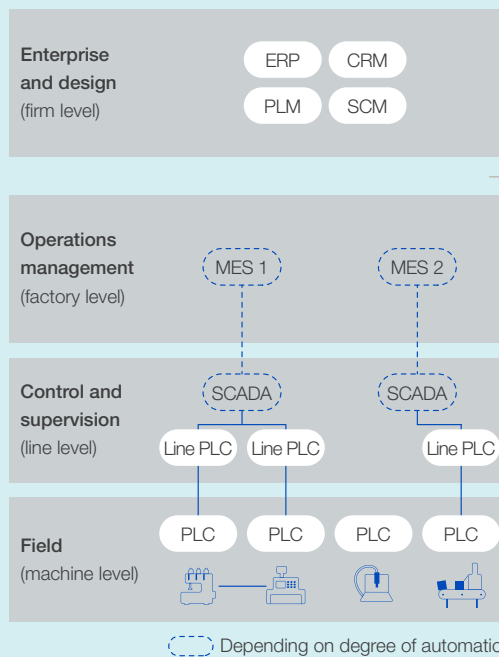 Enterprise
and design
(firm level)
ERP
CRM
PLM
SCM
Operations
management
(factory level)
MES 1
MES 2
Control and
supervision
(line level)
SCADA
SCADA
Line PLC
Line PLC
Line PLC
Field
(machine level)
PLC
PLC
PLC
PLC
Depending on degree of automatio